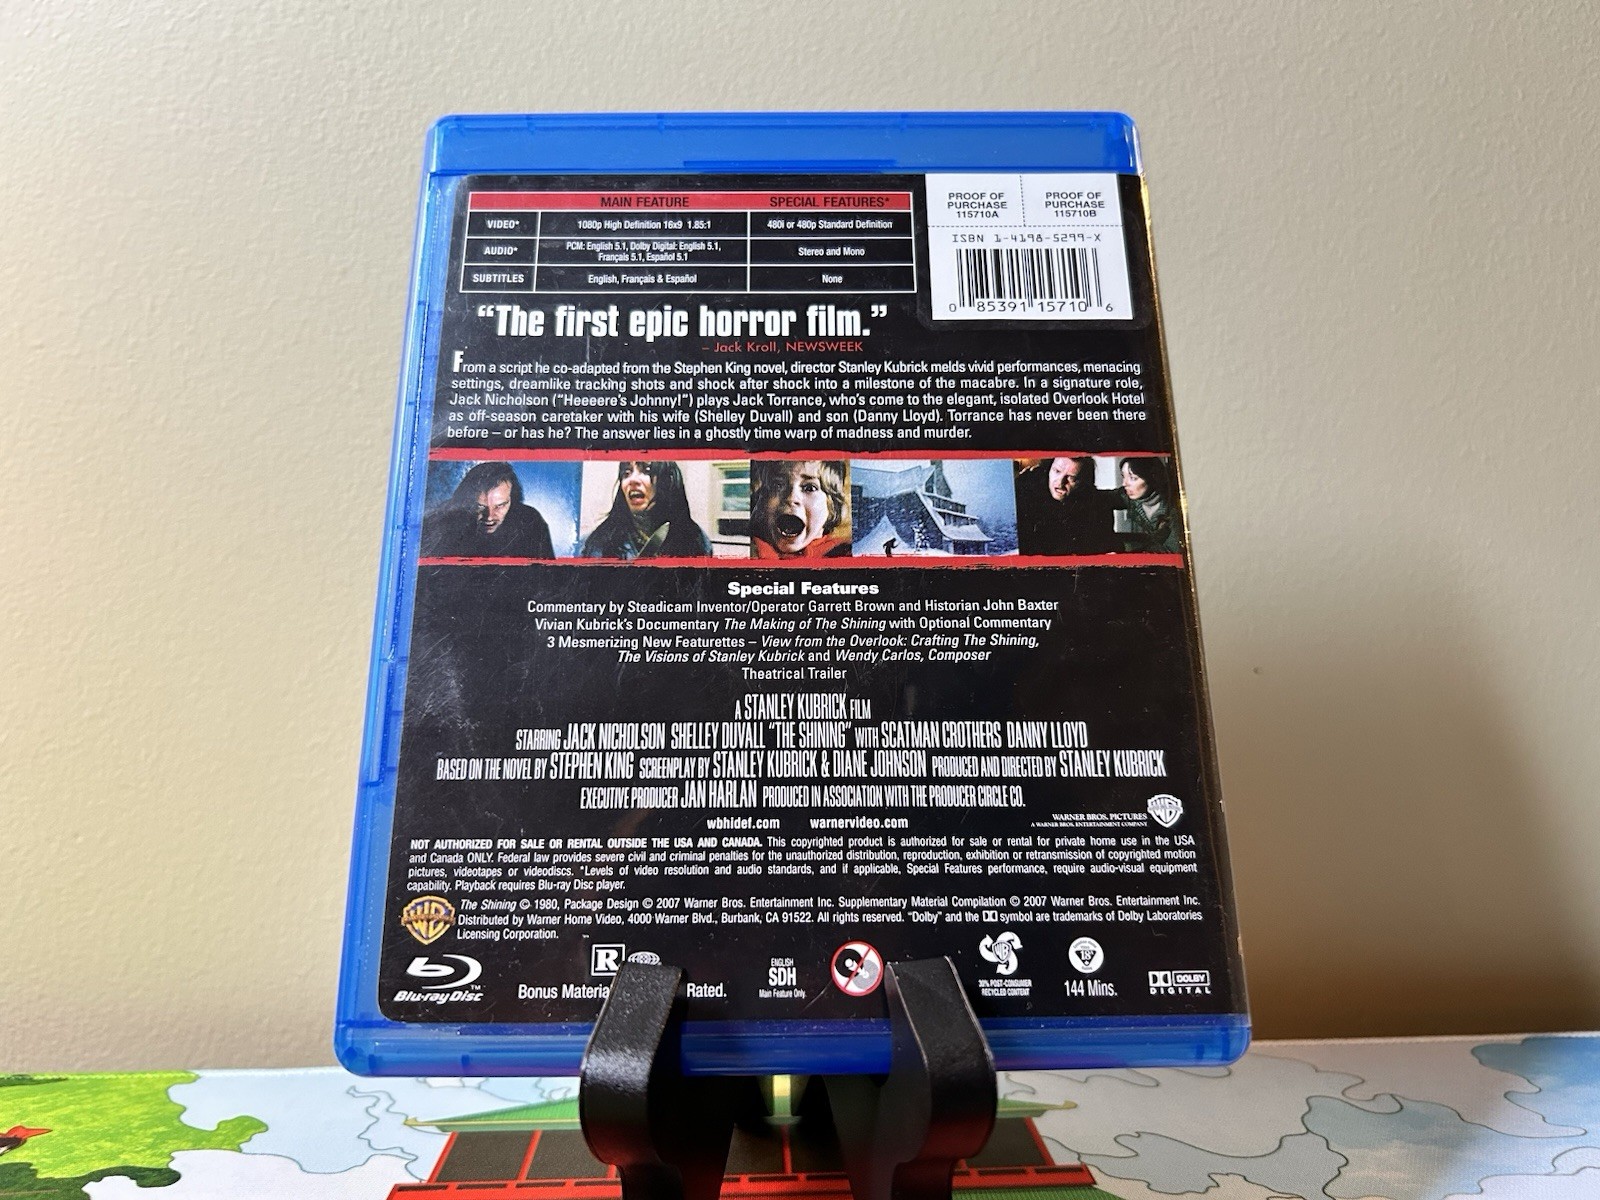 MAIN FEATURE SPECIAL FEATURES*
VIDEO* 1080p High Definition 16x9 1.85:1 480i or 480p Standard Definition
AUDIO* PCM: English 5.1, Dolby Digital: English 5.1,
Français 5.1, Español 5.1 Stereo and Mono
SUBTITLES English, Français & Español None
PROOF OF PURCHASE 115710A
PROOF OF PURCHASE 115710B
ISBN 1-4198-5299-X
0 85391 15710 6
“The first epic horror film.”
– Jack Kroll, NEWSWEEK
From a script he co-adapted from the Stephen King novel, director Stanley Kubrick melds vivid performances, menacing
settings, dreamlike tracking shots and shock after shock into a milestone of the macabre. In a signature role,
Jack Nicholson (“Heeeere’s Johnny!”) plays Jack Torrance, who’s come to the elegant, isolated Overlook Hotel
as off-season caretaker with his wife (Shelley Duvall) and son (Danny Lloyd). Torrance has never been there
before – or has he? The answer lies in a ghostly time warp of madness and murder.
Special Features
Commentary by Steadicam Inventor/Operator Garrett Brown and Historian John Baxter
Vivian Kubrick’s Documentary The Making of The Shining with Optional Commentary
3 Mesmerizing New Featurettes – View from the Overlook: Crafting The Shining,
The Visions of Stanley Kubrick and Wendy Carlos, Composer
Theatrical Trailer
A STANLEY KUBRICK FILM
STARRING JACK NICHOLSON SHELLEY DUVALL “THE SHINING” WITH SCATMAN CROTHERS DANNY LLOYD
BASED ON THE NOVEL BY STEPHEN KING SCREENPLAY BY STANLEY KUBRICK & DIANE JOHNSON PRODUCED AND DIRECTED BY STANLEY KUBRICK
EXECUTIVE PRODUCER JAN HARLAN PRODUCED IN ASSOCIATION WITH THE PRODUCER CIRCLE CO.
wbhidef.com warnervideo.com
WARNER BROS. PICTURES
A WARNER BROS. ENTERTAINMENT COMPANY
WB
NOT AUTHORIZED FOR SALE OR RENTAL OUTSIDE THE USA AND CANADA. This copyrighted product is authorized for sale or rental for private home use in the USA
and Canada ONLY. Federal law provides severe civil and criminal penalties for the unauthorized distribution, reproduction, exhibition or retransmission of copyrighted motion
pictures, videotapes or videodiscs. *Levels of video resolution and audio standards, and if applicable, Special Features performance, require audio-visual equipment
capability. Playback requires Blu-ray Disc player.
WB
The Shining © 1980, Package Design © 2007 Warner Bros. Entertainment Inc. Supplementary Material Compilation © 2007 Warner Bros. Entertainment Inc.
Distributed by Warner Home Video, 4000 Warner Blvd., Burbank, CA 91522. All rights reserved. “Dolby” and the symbol are trademarks of Dolby Laboratories
Licensing Corporation.
Blu-ray Disc™
R
Bonus Materia Rated.
ENGLISH
SDH
Main Feature Only.
WB
30% POST-CONSUMER
RECYCLED CONTENT
18
144 Mins.
DOLBY
DIGITAL